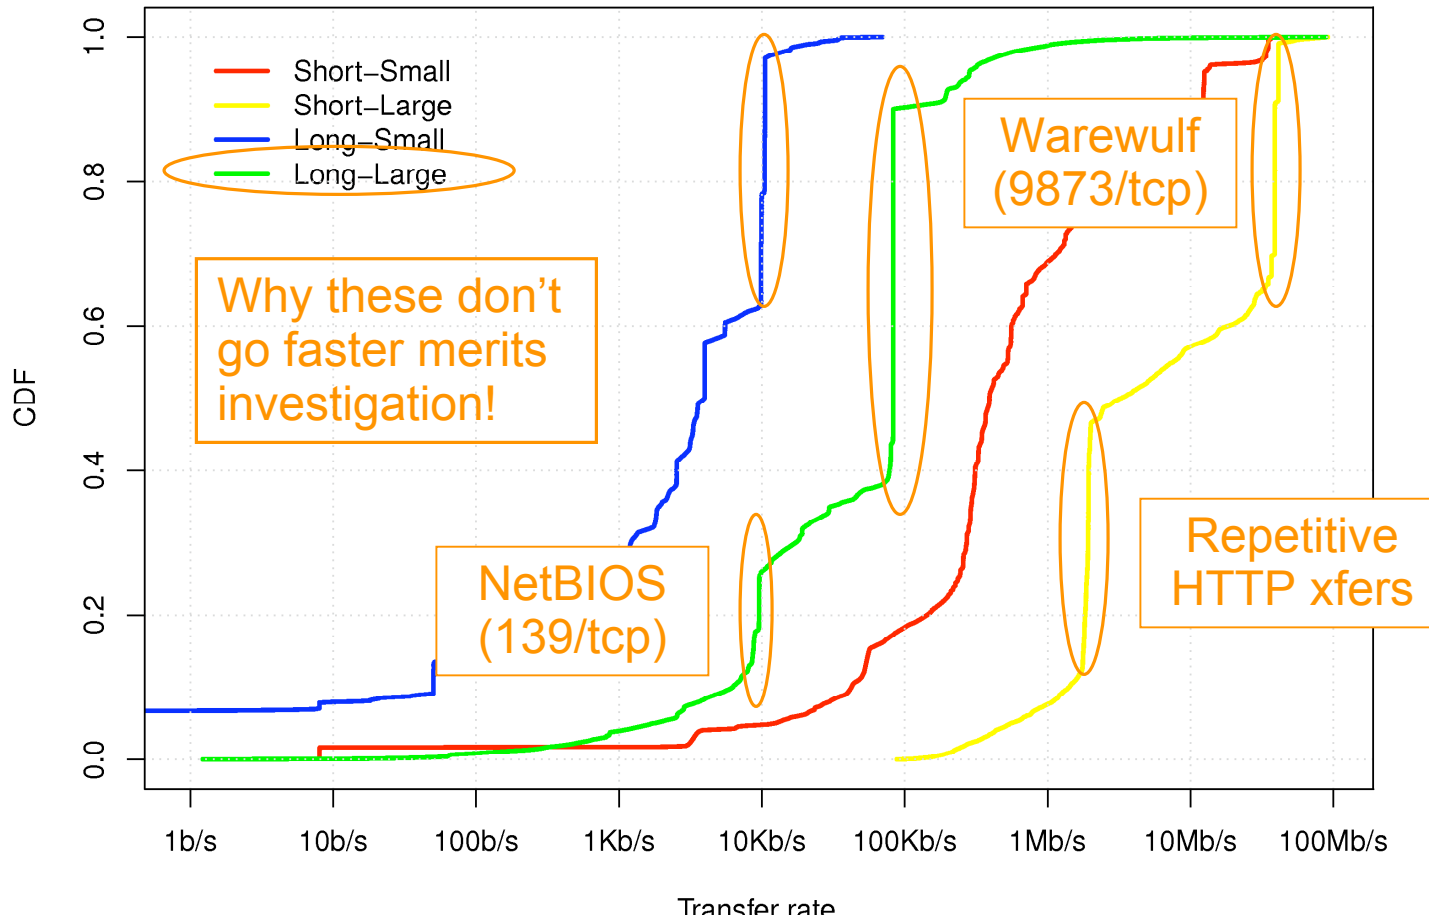 1.0
0.8
0.6
0.4
0.2
0.0
CDF
Short-Small
Short-Large
Long-Small
Long-Large
Warewulf
(9873/tcp)
Why these don't
go faster merits
investigation!
NetBIOS
(139/tcp)
Repetitive
HTTP xfers
1b/s 10b/s 100b/s 1Kb/s 10Kb/s 100Kb/s 1Mb/s 10Mb/s 100Mb/s
Transfer rate